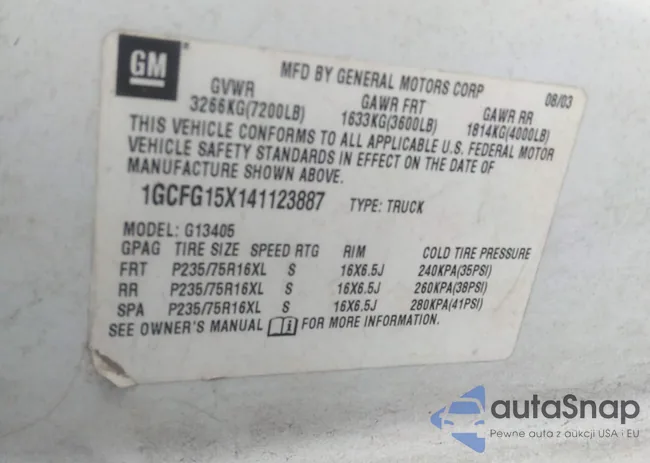 GM
MFD BY GENERAL MOTORS CORP
08/03
GVWR GAWR FRT GAWR RR
3266KG(7200LB) 1633KG(3600LB) 1814KG(4000LB)
THIS VEHICLE CONFORMS TO ALL APPLICABLE U.S. FEDERAL MOTOR
VEHICLE SAFETY STANDARDS IN EFFECT ON THE DATE OF
MANUFACTURE SHOWN ABOVE.
1GCFG15X141123887 TYPE: TRUCK
MODEL: G13405
GPAG TIRE SIZE SPEED RTG RIM COLD TIRE PRESSURE
FRT P235/75R16XL S 16X6.5J 240KPA(35PSI)
RR P235/75R16XL S 16X6.5J 260KPA(38PSI)
SPA P235/75R16XL S 16X6.5J 280KPA(41PSI)
SEE OWNER'S MANUAL FOR MORE INFORMATION.
autaSnap
Pewne auta z aukcji USA i EU